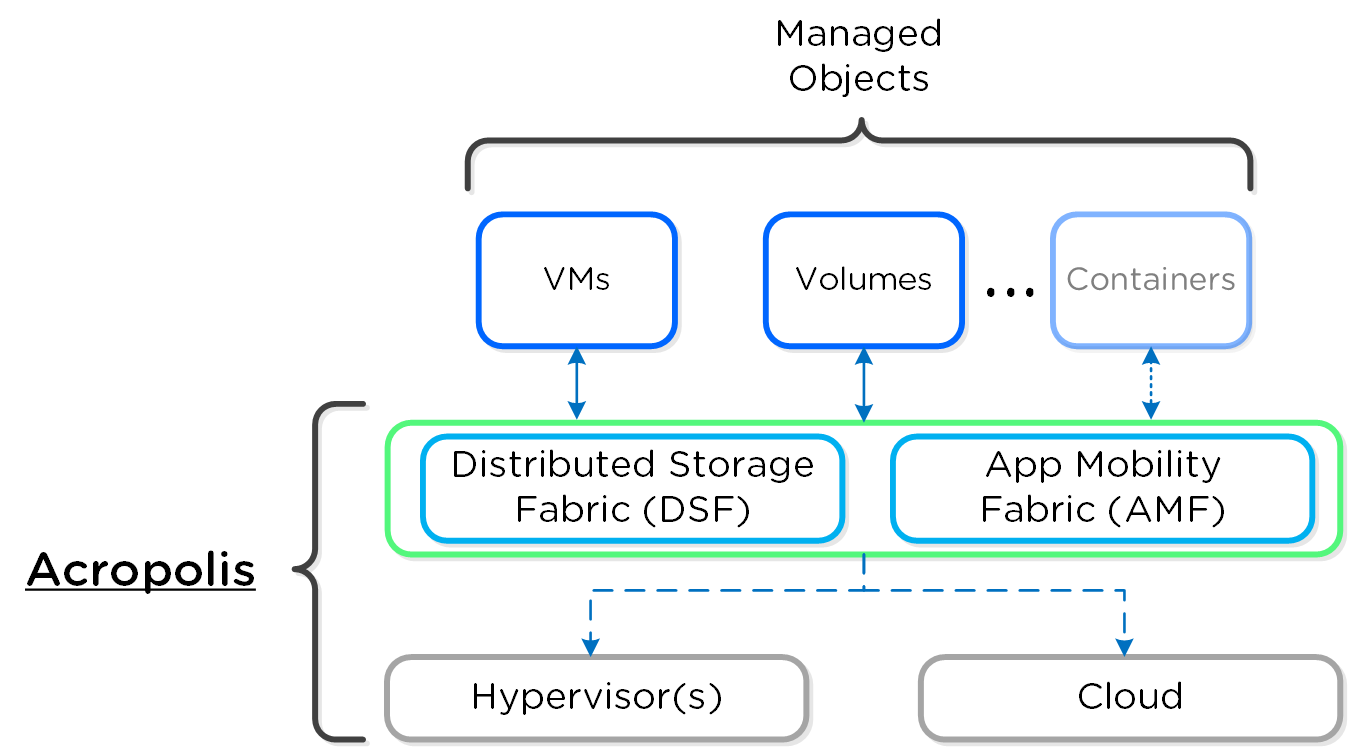 Managed
Objects
VMs
Volumes
...
Containers
Distributed Storage
Fabric (DSF)
App Mobility
Fabric (AMF)
Acropolis
Hypervisor(s)
Cloud